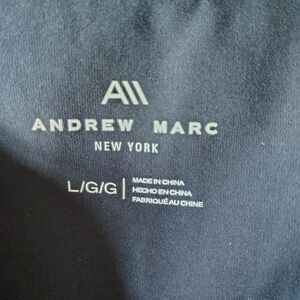 AM
ANDREW MARC
NEW YORK
L/G/G
MADE IN CHINA
HECHO EN CHINA
FABRIQUÉ AU CHINE